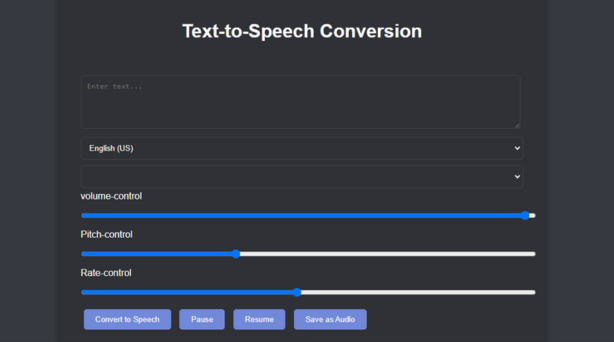 Text-to-Speech Conversion
Enter text...
English (US)
volume-control
Pitch-control
Rate-control
Convert to Speech Pause Resume Save as Audio